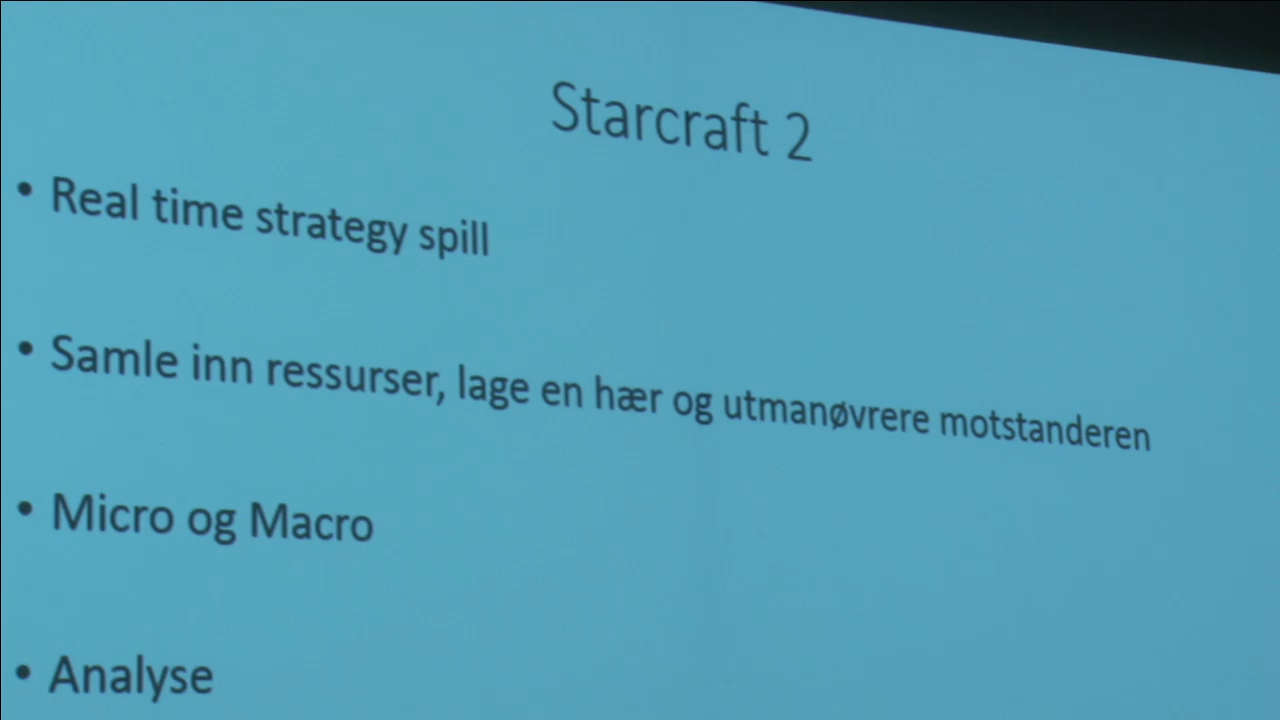 Starcraft 2
• Real time strategy spill
• Samle inn ressurser, lage en hær og utmanøvrere motstanderen
• Micro og Macro
• Analyse